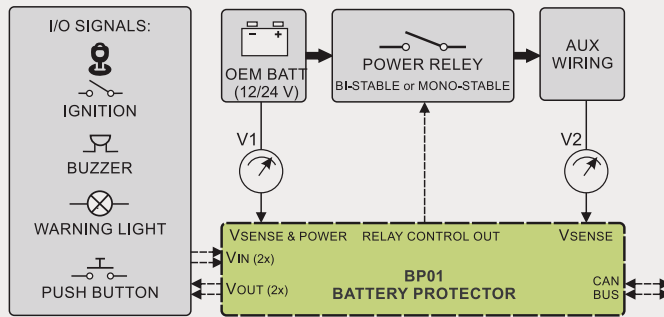 I/O SIGNALS:
IGNITION
BUZZER
WARNING LIGHT
PUSH BUTTON
OEM BATT
(12/24 V)
POWER RELEY
BI-STABLE or MONO-STABLE
AUX
WIRING
V1
V2
VSENSE & POWER
RELAY CONTROL OUT
VSENSE
VIN (2x)
VOUT (2x)
BP01
BATTERY PROTECTOR
CAN
BUS